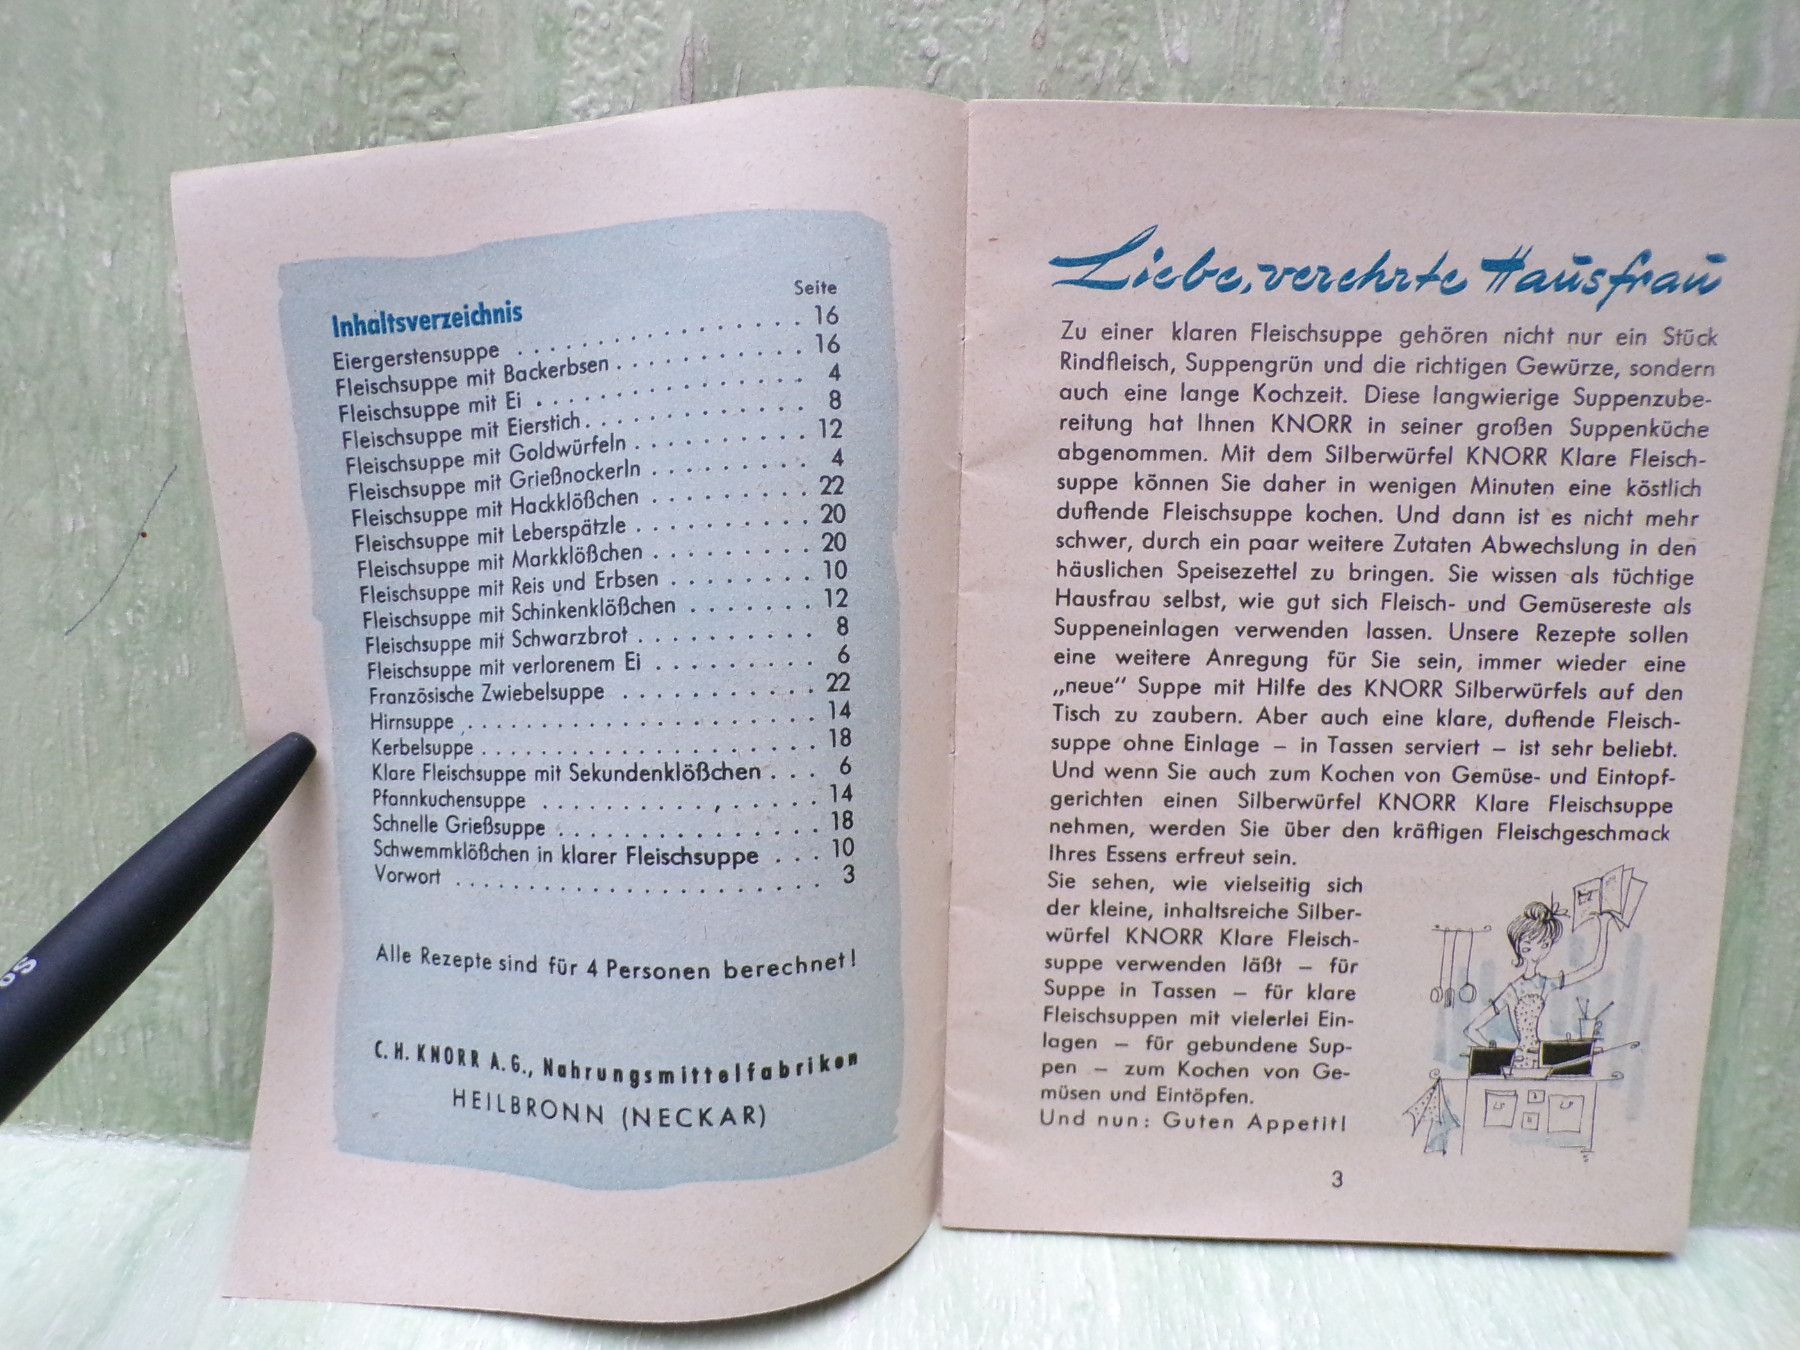 Inhaltsverzeichnis Seite
Eiergerstensuppe . . . . . . . . . . . . . . . . . . . . 16
Fleischsuppe mit Backerbsen . . . . . . . . . . . . 16
Fleischsuppe mit Ei . . . . . . . . . . . . . . . . . . 4
Fleischsuppe mit Eierstich . . . . . . . . . . . . . . 8
Fleischsuppe mit Goldwürfeln . . . . . . . . . . . 12
Fleischsuppe mit Grießnockerln . . . . . . . . . . 4
Fleischsuppe mit Hackklößchen . . . . . . . . . . 22
Fleischsuppe mit Leberspätzle . . . . . . . . . . . 20
Fleischsuppe mit Markklößchen . . . . . . . . . . 20
Fleischsuppe mit Reis und Erbsen . . . . . . . . . 10
Fleischsuppe mit Schinkenklößchen . . . . . . . . 12
Fleischsuppe mit Schwarzbrot . . . . . . . . . . . 8
Fleischsuppe mit verlorenem Ei . . . . . . . . . . 6
Französische Zwiebelsuppe . . . . . . . . . . . . 22
Hirnsuppe . . . . . . . . . . . . . . . . . . . . . . 14
Kerbelsuppe . . . . . . . . . . . . . . . . . . . . . 18
Klare Fleischsuppe mit Sekundenklößchen . . . 6
Pfannkuchensuppe . . . . . . . . . . . . . . . . . 14
Schnelle Grießsuppe . . . . . . . . . . . . . . . . 18
Schwemmklößchen in klarer Fleischsuppe . . . 10
Vorwort . . . . . . . . . . . . . . . . . . . . . . . 3
Alle Rezepte sind für 4 Personen berechnet!
C. H. KNORR A. G., Nahrungsmittelfabriken
HEILBRONN (NECKAR)
Liebe, verehrte Hausfrau
Zu einer klaren Fleischsuppe gehören nicht nur ein Stück
Rindfleisch, Suppengrün und die richtigen Gewürze, sondern
auch eine lange Kochzeit. Diese langwierige Suppenzube-
reitung hat Ihnen KNORR in seiner großen Suppenküche
abgenommen. Mit dem Silberwürfel KNORR Klare Fleisch-
suppe können Sie daher in wenigen Minuten eine köstlich
duftende Fleischsuppe kochen. Und dann ist es nicht mehr
schwer, durch ein paar weitere Zutaten Abwechslung in den
häuslichen Speisezettel zu bringen. Sie wissen als tüchtige
Hausfrau selbst, wie gut sich Fleisch- und Gemüsereste als
Suppeneinlagen verwenden lassen. Unsere Rezepte sollen
eine weitere Anregung für Sie sein, immer wieder eine
„neue“ Suppe mit Hilfe des KNORR Silberwürfels auf den
Tisch zu zaubern. Aber auch eine klare, duftende Fleisch-
suppe ohne Einlage – in Tassen serviert – ist sehr beliebt.
Und wenn Sie auch zum Kochen von Gemüse- und Eintopf-
gerichten einen Silberwürfel KNORR Klare Fleischsuppe
nehmen, werden Sie über den kräftigen Fleischgeschmack
Ihres Essens erfreut sein.
Sie sehen, wie vielseitig sich
der kleine, inhaltsreiche Silber-
würfel KNORR Klare Fleisch-
suppe verwenden läßt – für
Suppe in Tassen – für klare
Fleischsuppen mit vielerlei Ein-
lagen – für gebundene Sup-
pen – zum Kochen von Ge-
müsen und Eintöpfen.
Und nun: Guten Appetit!
3